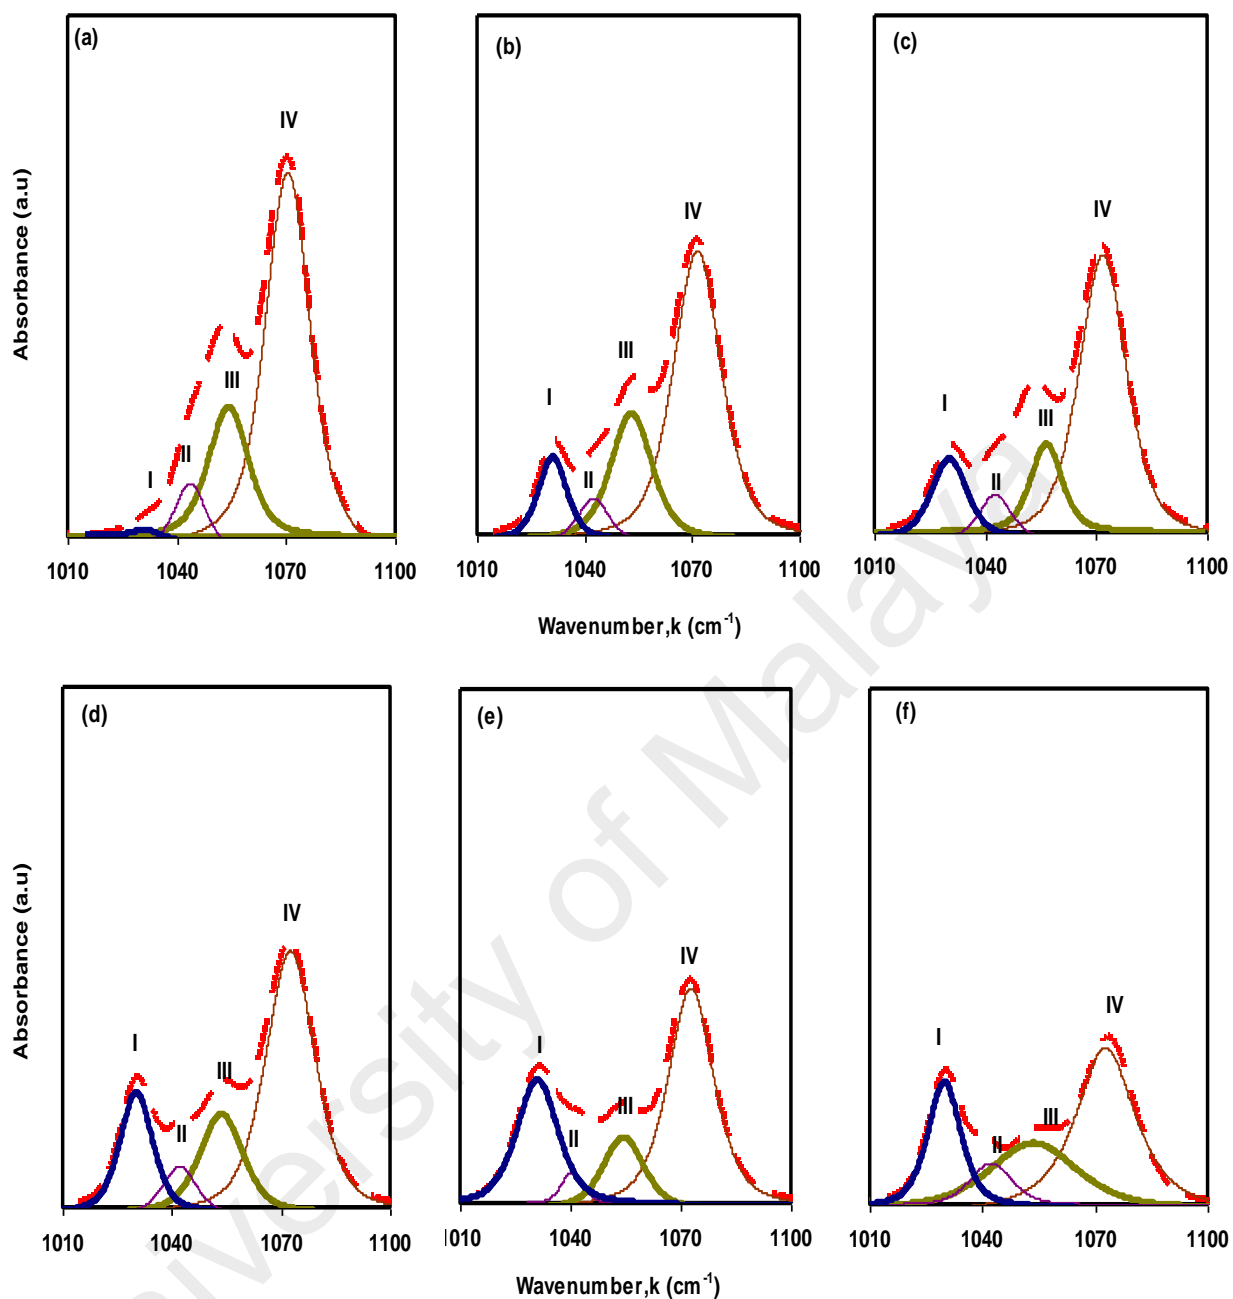 (a)
(b)
(c)
IV
IV
IV
III
III
III
I
I
II
I
II
II
Absorbance (a.u)
1010 1040 1070 1100
1010 1040 1070 1100
1010 1040 1070 1100
Wavenumber,k (cm-1)
(d)
(e)
(f)
IV
IV
IV
I
I
I
III
III
III
II
II
II
Absorbance (a.u)
1010 1040 1070 1100
1010 1040 1070 1100
1010 1040 1070 1100
Wavenumber,k (cm-1)
University of Malaya